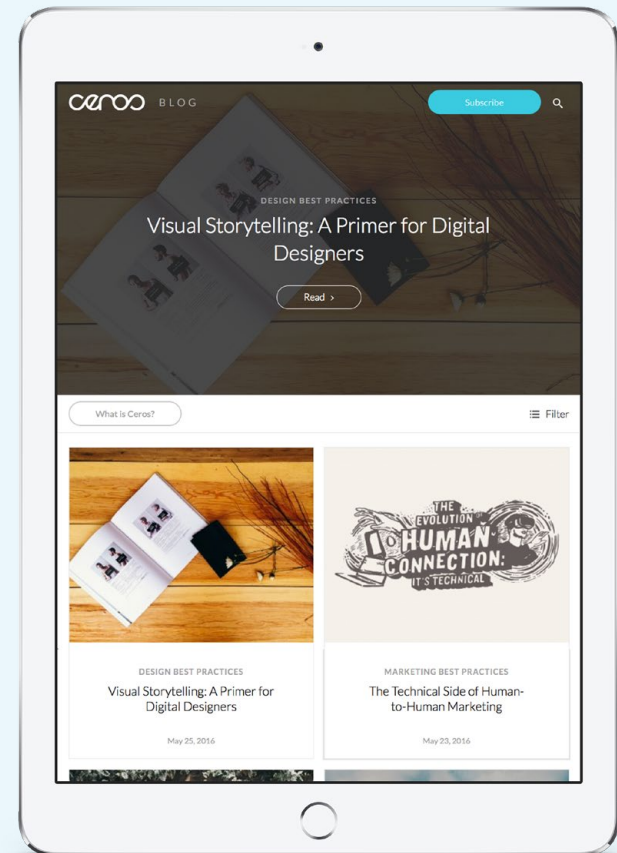 ceros BLOG
Subscribe
DESIGN BEST PRACTICES
Visual Storytelling: A Primer for Digital
Designers
Read >
What is Ceros?
Filter
THE
EVOLUTION OF
HUMAN
CONNECTION:
IT'S TECHNICAL
DESIGN BEST PRACTICES
Visual Storytelling: A Primer for
Digital Designers
May 25, 2016
MARKETING BEST PRACTICES
The Technical Side of Human-
to-Human Marketing
May 23, 2016